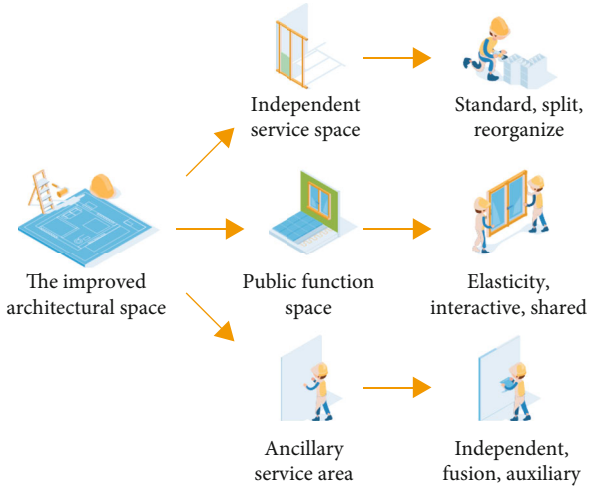 Independent
service space
Standard, split,
reorganize
The improved
architectural space
Public function
space
Elasticity,
interactive, shared
Ancillary
service area
Independent,
fusion, auxiliary